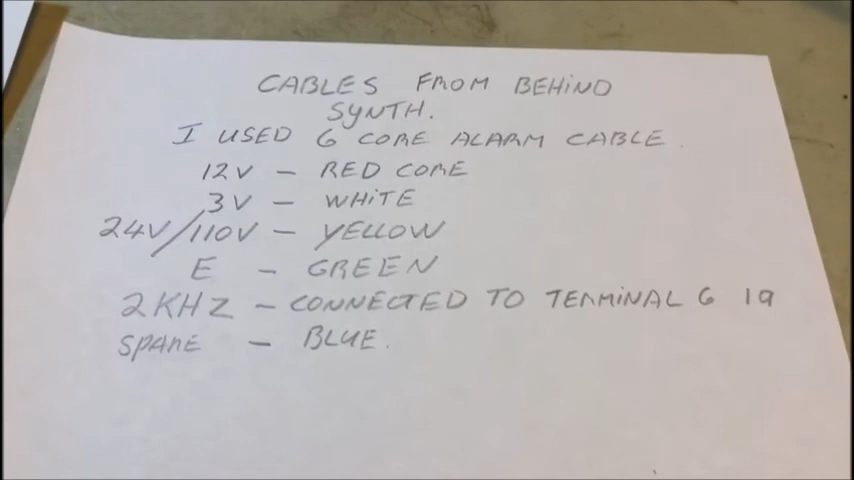 CABLES FROM BEHIND
SYNTH.
I USED 6 CORE ALARM CABLE.
12V - RED CORE
3V - WHITE
24V/110V - YELLOW
E - GREEN
2KHZ - CONNECTED TO TERMINAL 6 19
SPARE - BLUE.